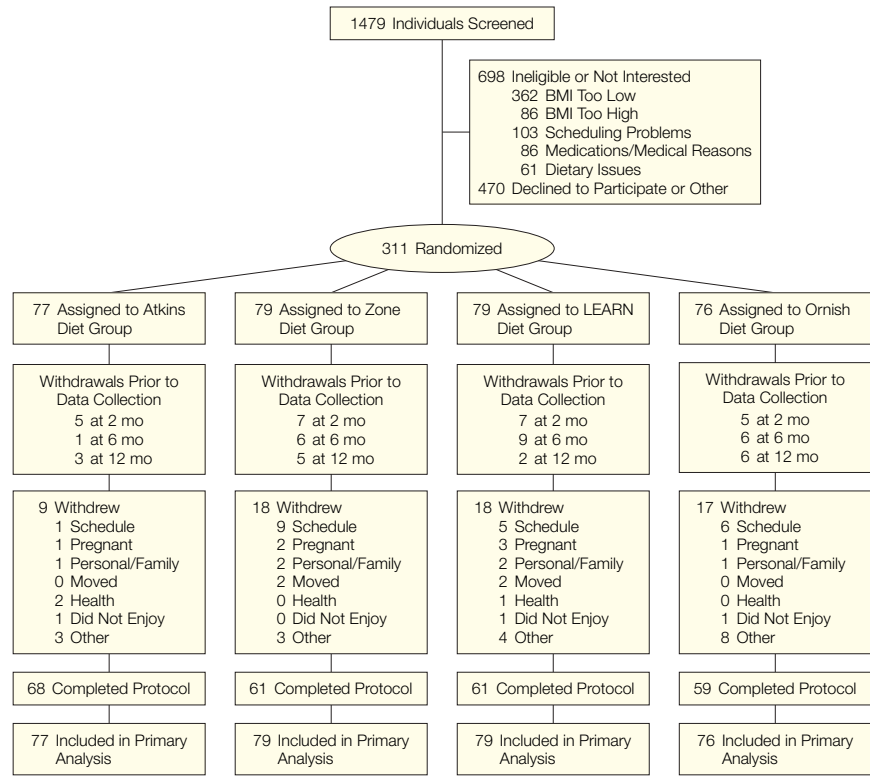 1479 Individuals Screened
698 Ineligible or Not Interested
362 BMI Too Low
86 BMI Too High
103 Scheduling Problems
86 Medications/Medical Reasons
61 Dietary Issues
470 Declined to Participate or Other
311 Randomized
77 Assigned to Atkins
Diet Group
Withdrawals Prior to
Data Collection
5 at 2 mo
1 at 6 mo
3 at 12 mo
9 Withdrew
1 Schedule
1 Pregnant
1 Personal/Family
0 Moved
2 Health
1 Did Not Enjoy
3 Other
68 Completed Protocol
77 Included in Primary
Analysis
79 Assigned to Zone
Diet Group
Withdrawals Prior to
Data Collection
7 at 2 mo
6 at 6 mo
5 at 12 mo
18 Withdrew
9 Schedule
2 Pregnant
2 Personal/Family
2 Moved
0 Health
0 Did Not Enjoy
3 Other
61 Completed Protocol
79 Included in Primary
Analysis
79 Assigned to LEARN
Diet Group
Withdrawals Prior to
Data Collection
7 at 2 mo
9 at 6 mo
2 at 12 mo
18 Withdrew
5 Schedule
3 Pregnant
2 Personal/Family
2 Moved
1 Health
1 Did Not Enjoy
4 Other
61 Completed Protocol
79 Included in Primary
Analysis
76 Assigned to Ornish
Diet Group
Withdrawals Prior to
Data Collection
5 at 2 mo
6 at 6 mo
6 at 12 mo
17 Withdrew
6 Schedule
1 Pregnant
1 Personal/Family
0 Moved
0 Health
1 Did Not Enjoy
8 Other
59 Completed Protocol
76 Included in Primary
Analysis